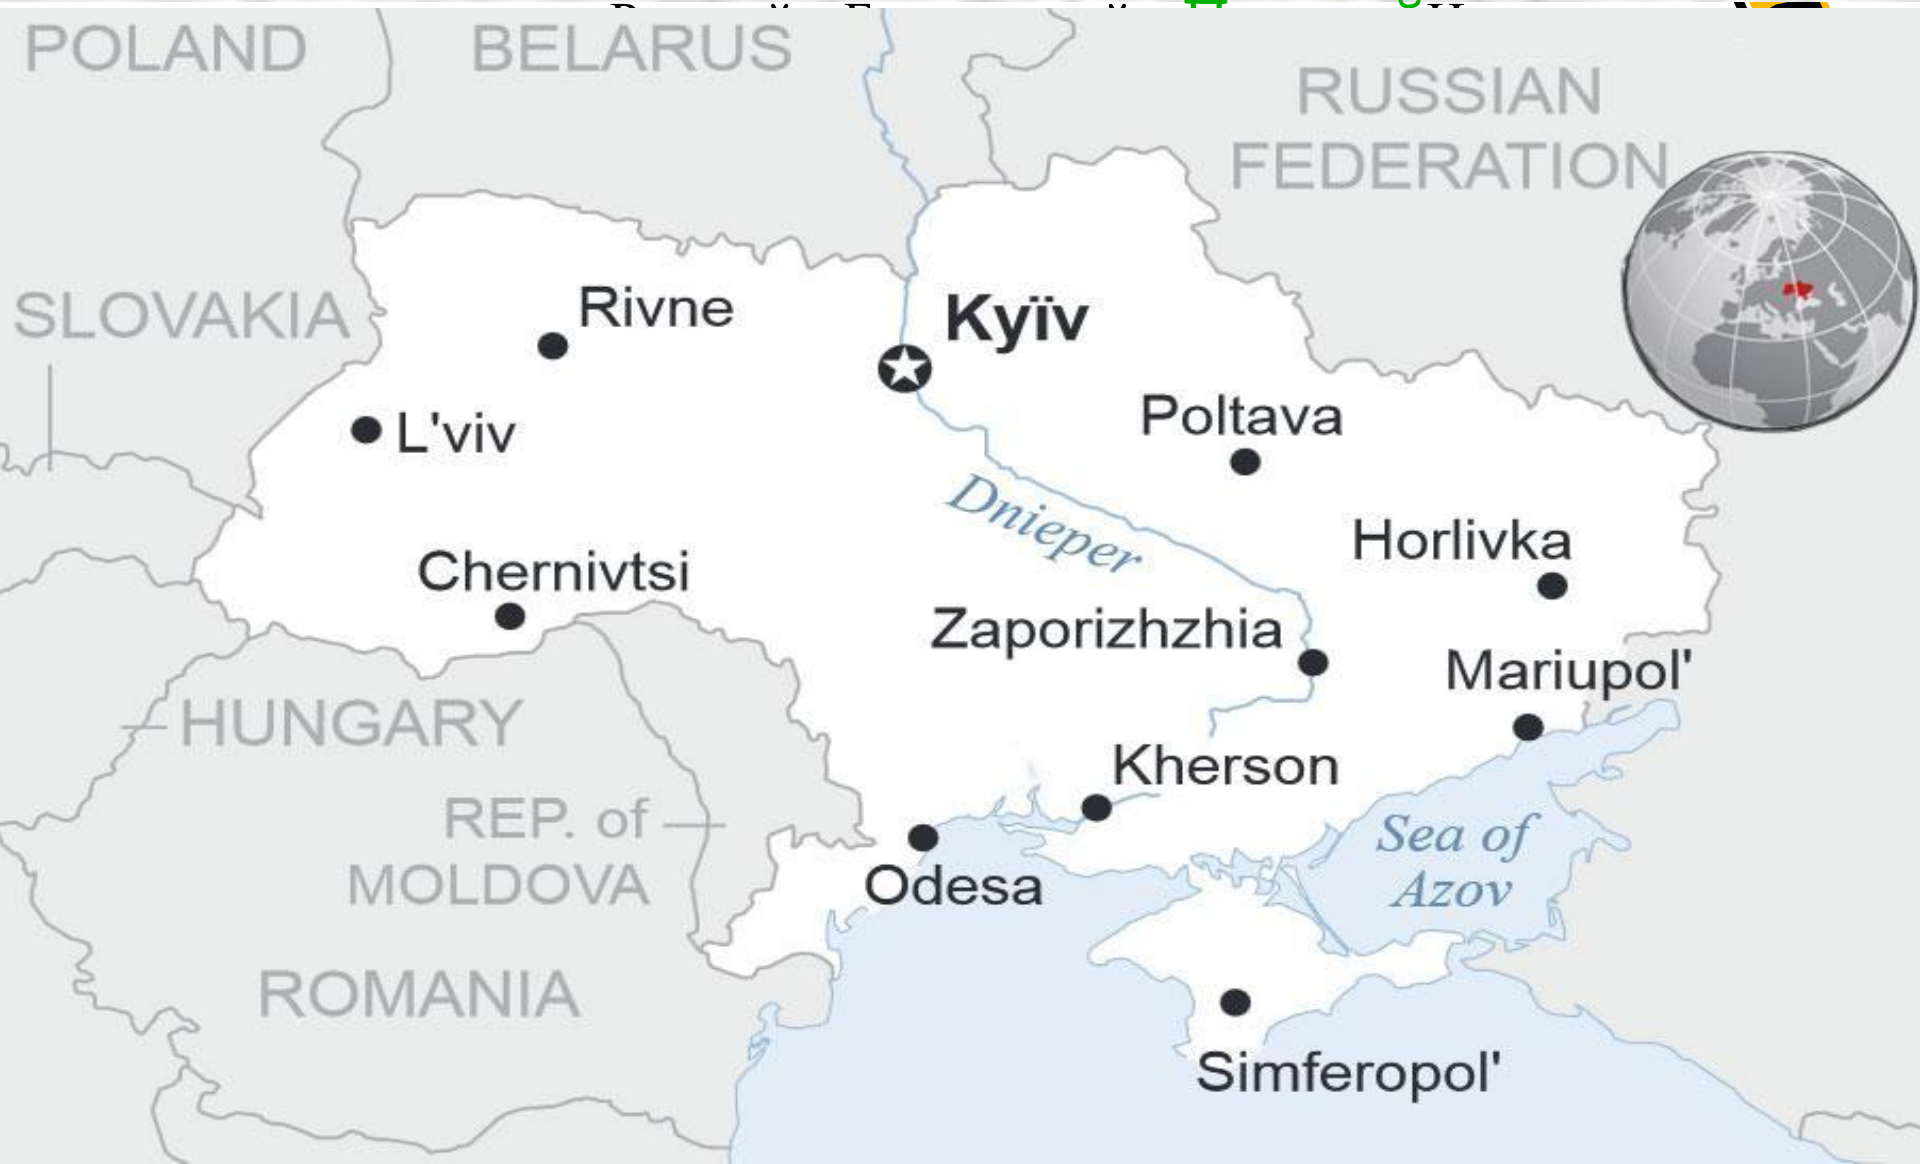 POLAND
BELARUS
RUSSIAN
FEDERATION
SLOVAKIA
Rivne
Kyïv
L'viv
Poltava
Dnieper
Horlivka
Chernivtsi
Zaporizhzhia
Mariupol'
HUNGARY
Kherson
REP. of
MOLDOVA
Sea of
Azov
Odesa
ROMANIA
Simferopol'